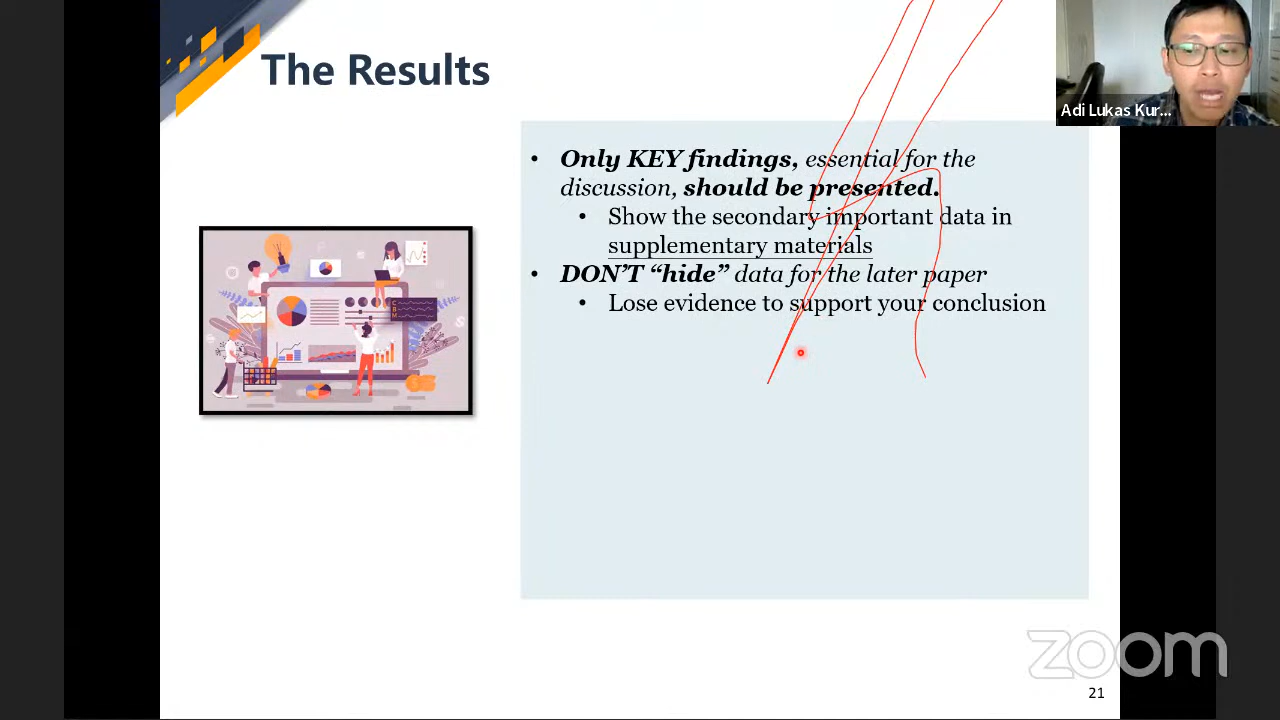 The Results
Adi Lukas Kur...
• Only KEY findings, essential for the
discussion, should be presented.
• Show the secondary important data in
supplementary materials
• DON’T “hide” data for the later paper
• Lose evidence to support your conclusion
zoom
21